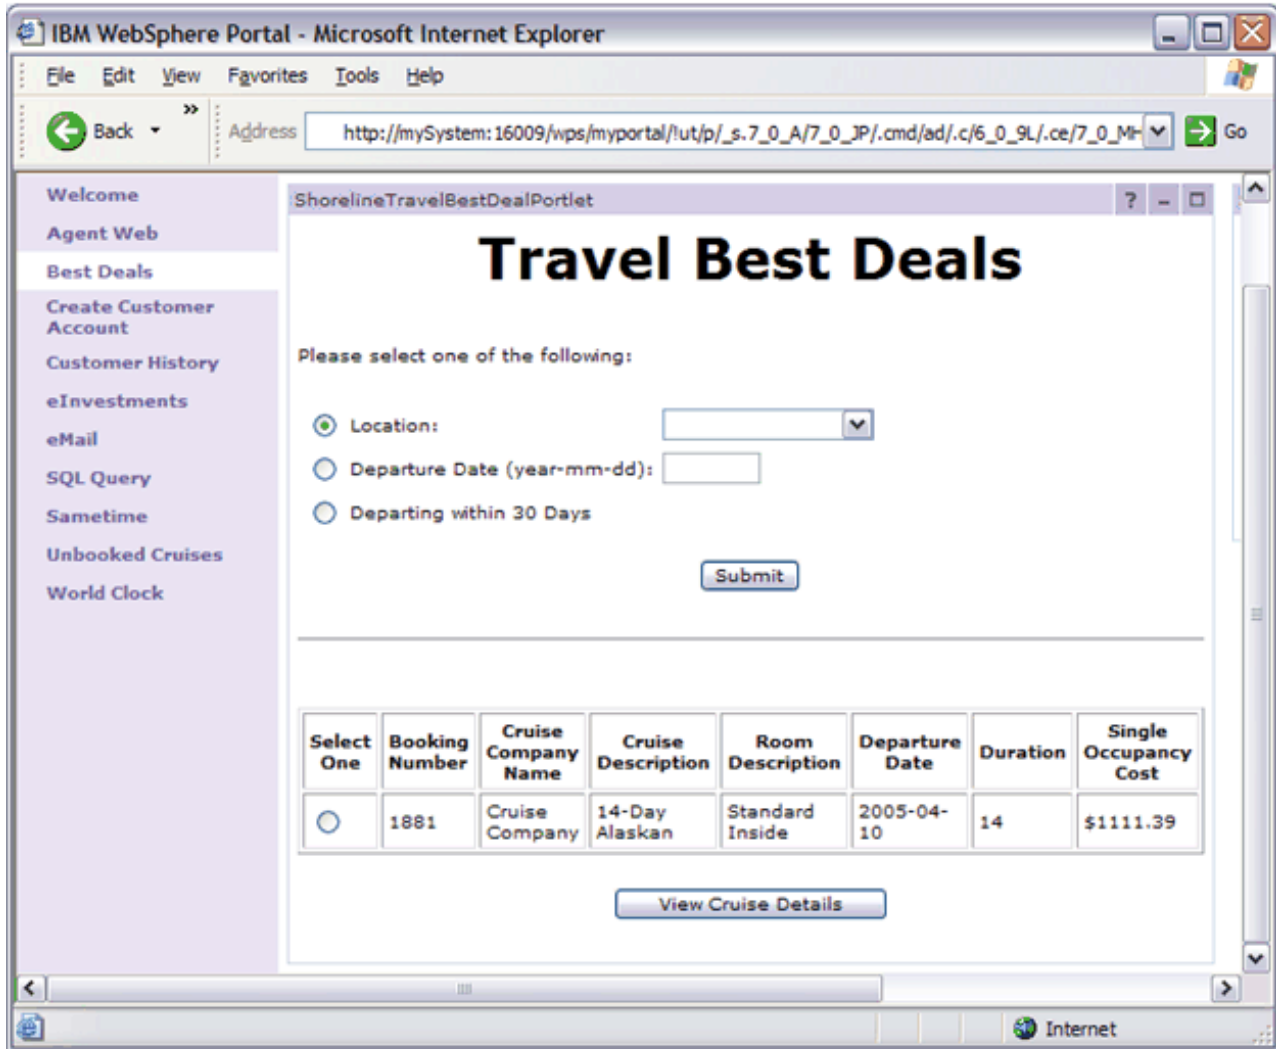 IBM WebSphere Portal - Microsoft Internet Explorer
File Edit View Favorites Tools Help
Back » Address http://mySystem:16009/wps/myportal/!ut/p/_s.7_0_A/7_0_JP/.cmd/ad/.c/6_0_9L/.ce/7_0_MH Go
Welcome
Agent Web
Best Deals
Create Customer
Account
Customer History
eInvestments
eMail
SQL Query
Sametime
Unbooked Cruises
World Clock
ShorelineTravelBestDealPortlet ?
Travel Best Deals
Please select one of the following:
Location:
Departure Date (year-mm-dd):
Departing within 30 Days
Submit
Select One Booking Number Cruise Company Name Cruise Description Room Description Departure Date Duration Single Occupancy Cost
1881 Cruise Company 14-Day Alaskan Standard Inside 2005-04-10 14 $1111.39
View Cruise Details
Internet